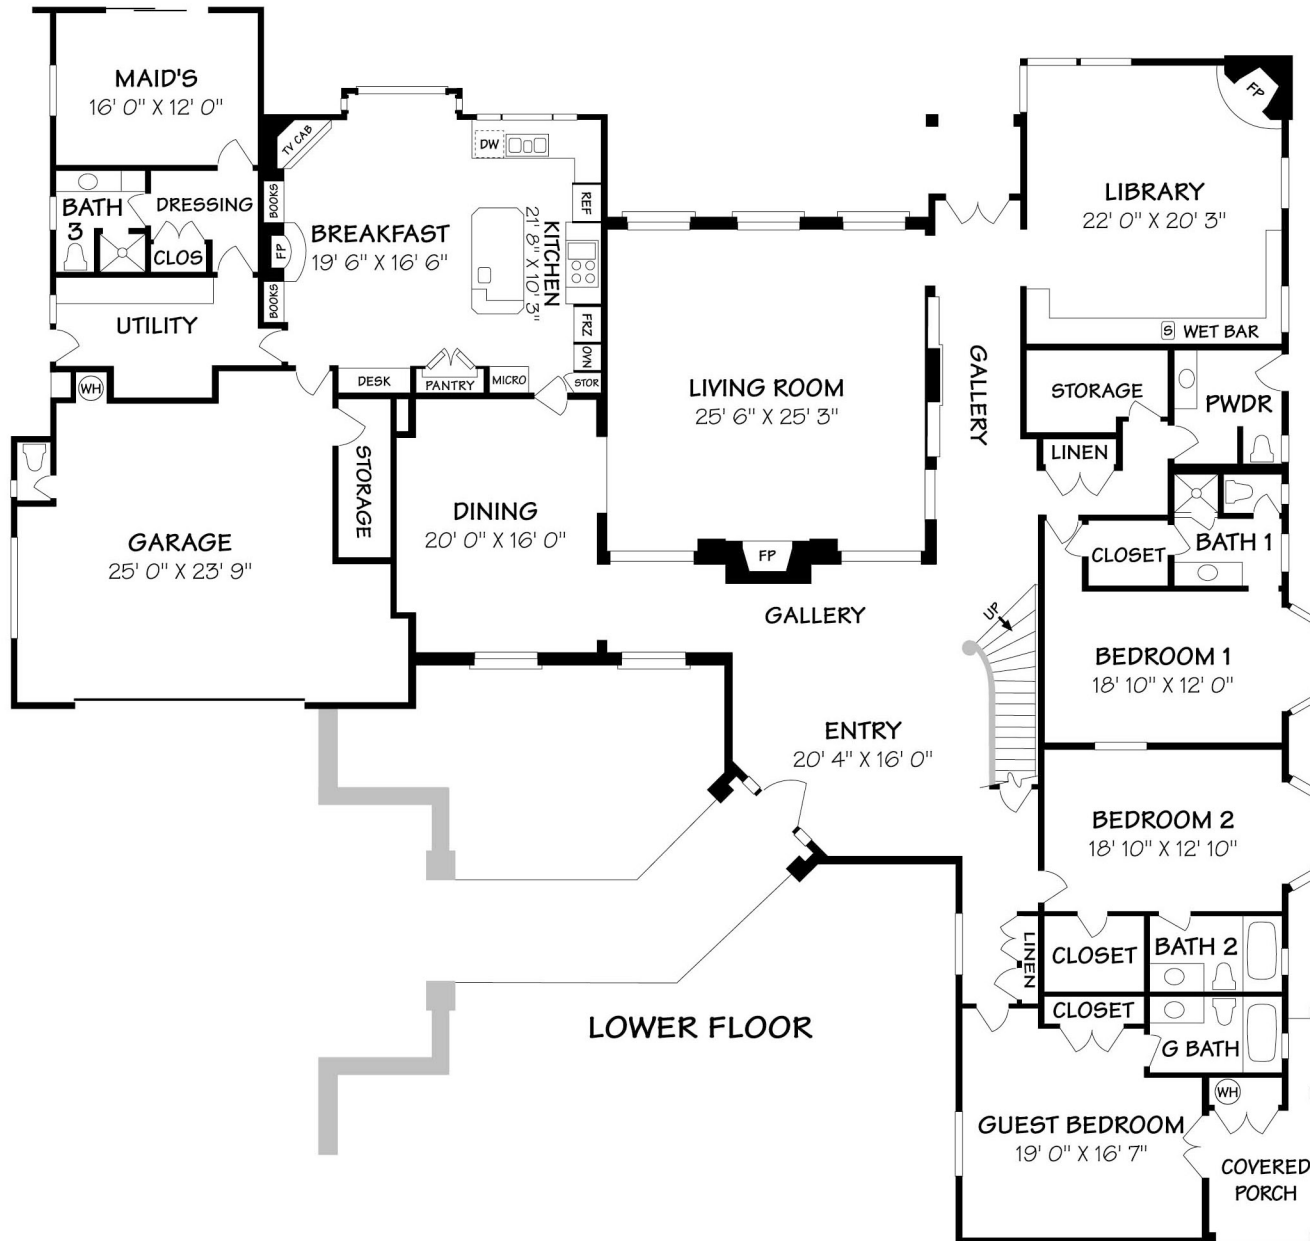 MAID'S
16' 0" X 12' 0"
TV CAB
DW
FP
LIBRARY
22' 0" X 20' 3"
BATH
3
DRESSING
CLOS
BOOKS
FP
BOOKS
BREAKFAST
19' 6" X 16' 6"
KITCHEN
21' 8" X 10' 3"
REF
FRZ
OVN
STOR
UTILITY
WH
DESK
PANTRY
MICRO
LIVING ROOM
25' 6" X 25' 3"
GALLERY
S
WET BAR
STORAGE
PWDR
LINEN
STORAGE
DINING
20' 0" X 16' 0"
GARAGE
25' 0" X 23' 9"
FP
CLOSET
BATH 1
GALLERY
UP
BEDROOM 1
18' 10" X 12' 0"
ENTRY
20' 4" X 16' 0"
BEDROOM 2
18' 10" X 12' 10"
LINEN
CLOSET
BATH 2
CLOSET
G BATH
LOWER FLOOR
WH
GUEST BEDROOM
19' 0" X 16' 7"
COVERED
PORCH